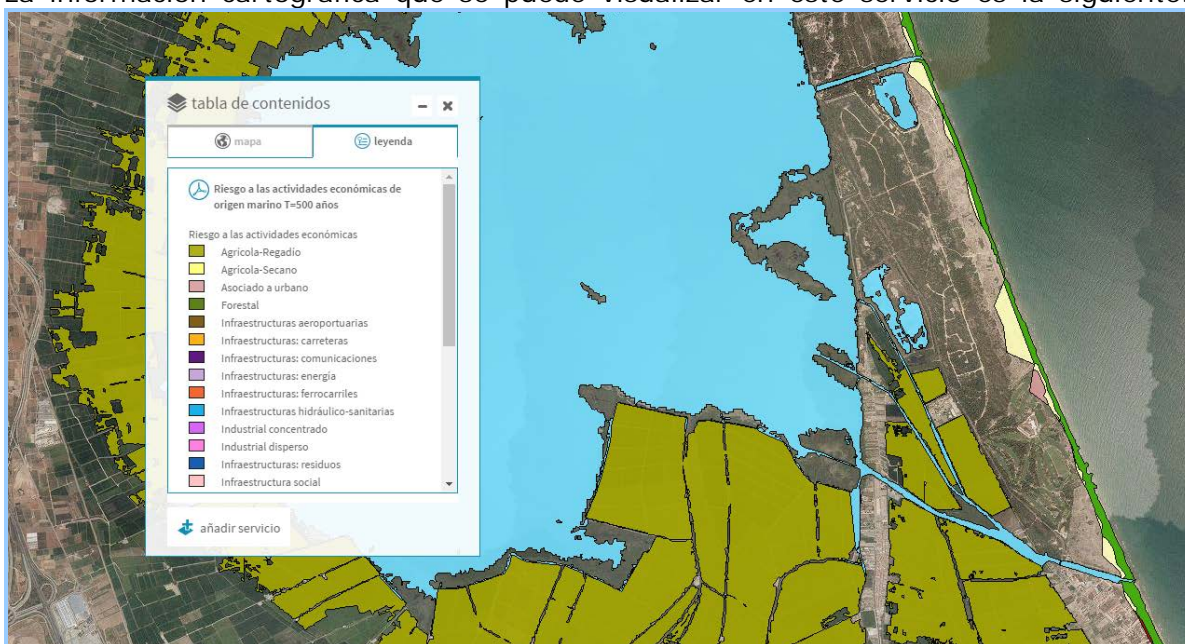 La información cartográfica que se puede visualizar en este servicio es la siguiente:
tabla de contenidos
mapa
leyenda
Riesgo a las actividades económicas de
origen marino T=500 años
Riesgo a las actividades económicas
Agrícola-Regadío
Agrícola-Secano
Asociado a urbano
Forestal
Infraestructuras aeroportuarias
Infraestructuras: carreteras
Infraestructuras: comunicaciones
Infraestructuras: energía
Infraestructuras: ferrocarriles
Infraestructuras hidráulico-sanitarias
Industrial concentrado
Industrial disperso
Infraestructuras: residuos
Infraestructura social
añadir servicio